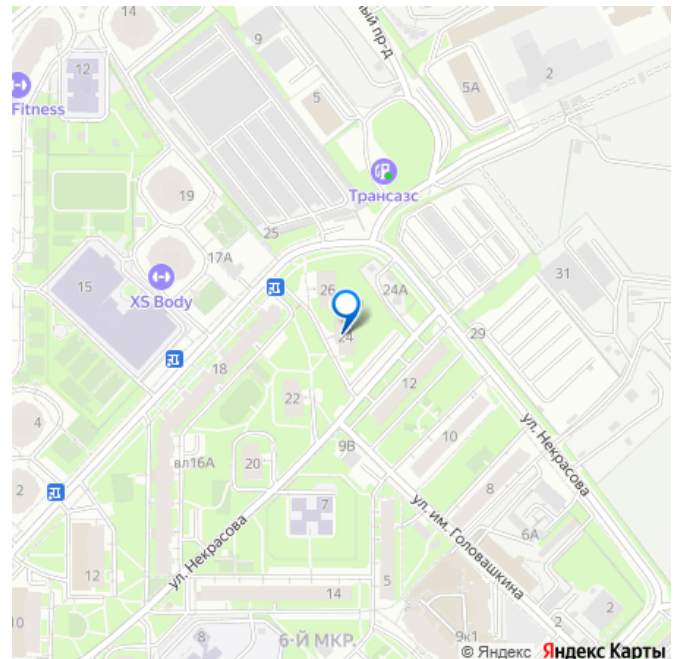 14
9
ный пр-д
12
5А
2
Fitness
5
Трансазс
19
25
17А
31
15
XS Body
26
24А
24
29
18
12
22
4
10
ул. Некрасова
9В
вл16А
20
8
2
7
ул. им. Головашкина
6А
ул. Некрасова
12
5
14
2
2
10
8
6-Й МКР.
9к1
© Яндекс Яндекс Карты